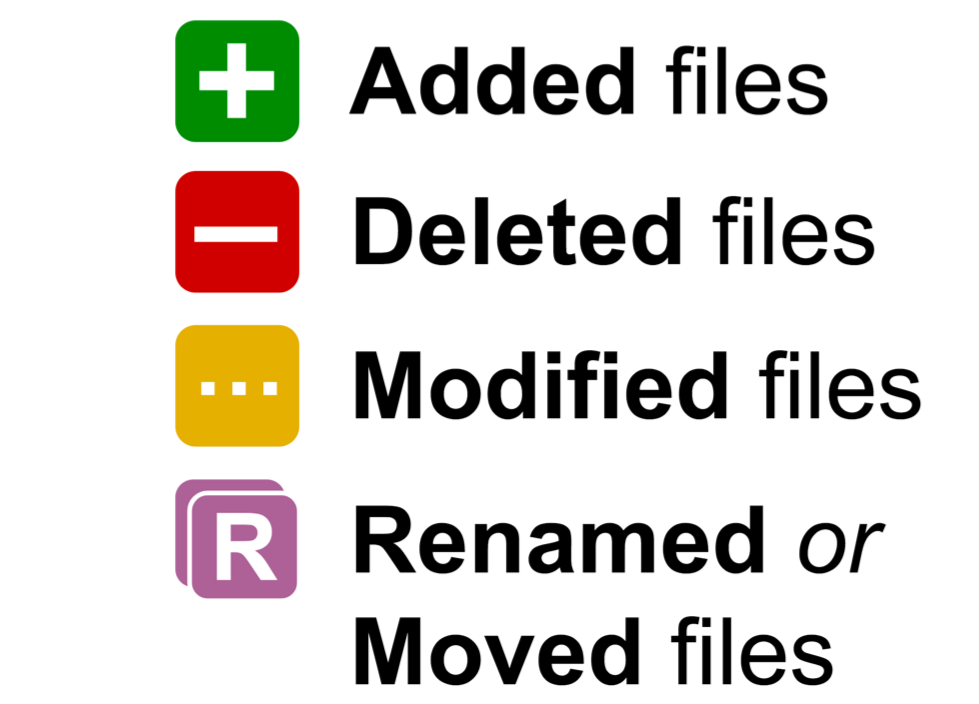 Added files
Deleted files
Modified files
R Renamed or
Moved files